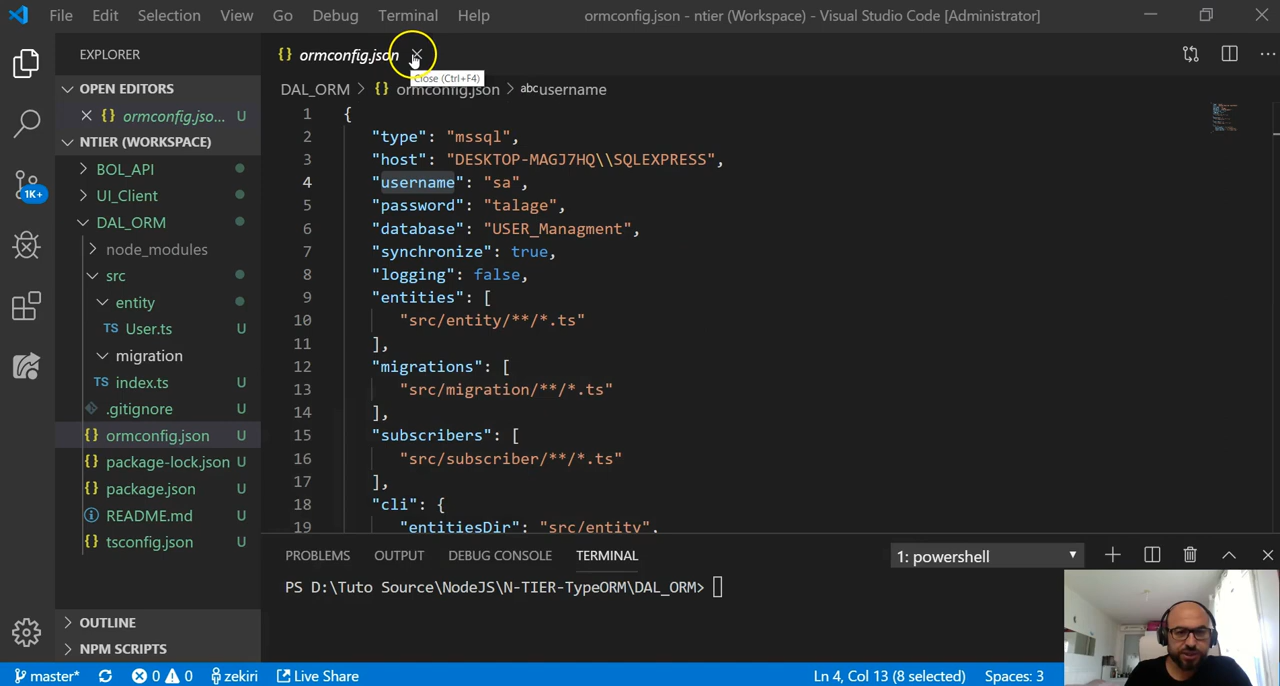 File Edit Selection View Go Debug Terminal Help
ormconfig.json - ntier (Workspace) - Visual Studio Code [Administrator]
EXPLORER
OPEN EDITORS
ormconfig.jso... U
NTIER (WORKSPACE)
BOL_API
UI_Client
DAL_ORM
node_modules
src
entity
TS User.ts U
migration
TS index.ts U
.gitignore U
{} ormconfig.json U
{} package-lock.json U
{} package.json U
README.md U
{} tsconfig.json U
OUTLINE
NPM SCRIPTS
1K+
{} ormconfig.json
Close (Ctrl+F4)
DAL_ORM > {} ormconfig.json > abc username
1 {
2 "type": "mssql",
3 "host": "DESKTOP-MAGJ7HQ\\SQLEXPRESS",
4 "username": "sa",
5 "password": "talage",
6 "database": "USER_Managment",
7 "synchronize": true,
8 "logging": false,
9 "entities": [
10 "src/entity/**/*.ts"
11 ],
12 "migrations": [
13 "src/migration/**/*.ts"
14 ],
15 "subscribers": [
16 "src/subscriber/**/*.ts"
17 ],
18 "cli": {
19 "entitiesDir": "src/entity",
PROBLEMS OUTPUT DEBUG CONSOLE TERMINAL
1: powershell
PS D:\Tuto Source\NodeJS\N-TIER-TypeORM\DAL_ORM>
master* 0 0 zekiri Live Share
Ln 4, Col 13 (8 selected) Spaces: 3